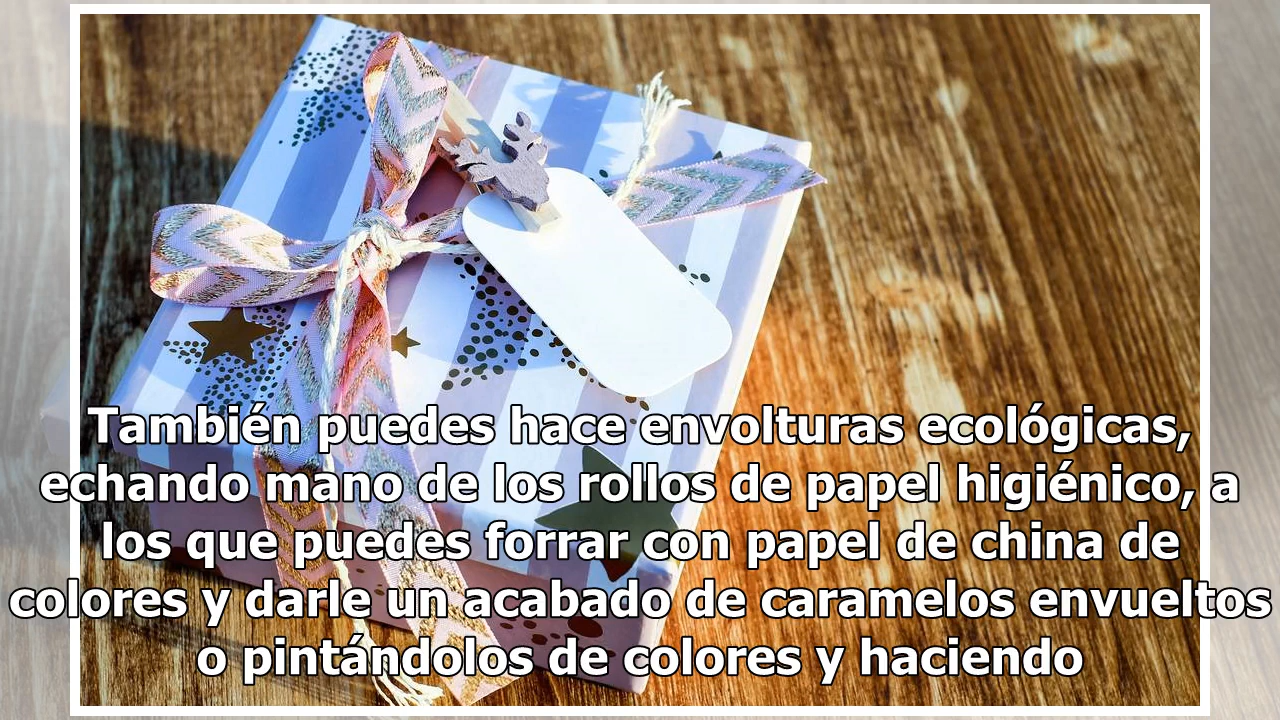 También puedes hace envolturas ecológicas,
echando mano de los rollos de papel higiénico, a
los que puedes forrar con papel de china de
colores y darle un acabado de caramelos envueltos
o pintándolos de colores y haciendo